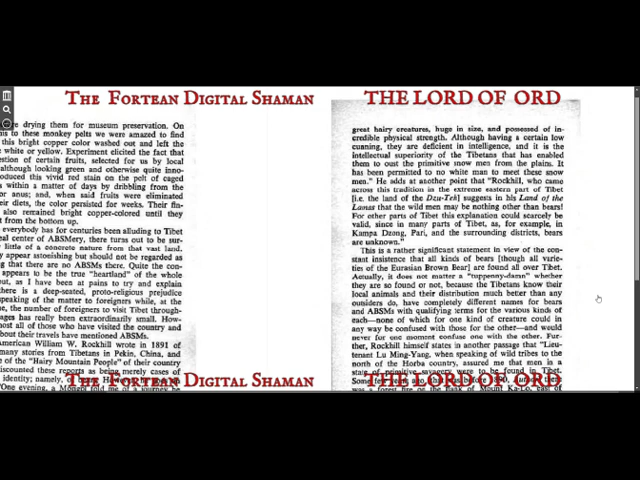 THE FORTEAN DIGITAL SHAMAN
THE LORD OF ORD
drying them for museum preservation. On
ns to these monkey pelts we were amazed to find
this bright copper color washed out and left the
white or yellow. Experiment elicited the fact that
estion of certain fruits, selected for us by local
although looking green and otherwise quite inno-
oduced this vivid red stain on the pelt of caged
s within a matter of days by dribbling from the
or anus; and, when said fruits were eliminated
eir diets, the color persisted for weeks. Their fin-
also remained bright copper-colored until they
t from the bottom up.
everybody has for centuries been alluding to Tibet
eal center of ABSMery, there turns out to be sur-
little of a concrete nature from that vast land.
y appear astonishing but should not be regarded as
ng that there are no ABSMs there. Quite the con-
appears to be the true "heartland" of the whole
out, as I have been at pains to try and explain
there is a deep-seated, proto-religious prejudice
speaking of the matter to foreigners while, at the
e, the number of foreigners to visit Tibet through-
ages has really been extraordinarily small. How-
most all of those who have visited the country and
out their travels have mentioned ABSMs.
American William W. Rockhill wrote in 1891 of
many stories from Tibetans in Pekin, China, and
e of the "Hairy Mountain People" of their country
iscounted these reports as being merely cases of
identity; namely, of
"One evening, a Mongol told me of a journey he
great hairy creatures, huge in size, and possessed of in-
credible physical strength. Although having a certain low
cunning, they are deficient in intelligence, and it is the
intellectual superiority of the Tibetans that has enabled
them to oust the primitive snow men from the plains. It
has been permitted to no white man to meet these snow
men." He adds at another point that "Rockhill, who came
across this tradition in the extreme eastern part of Tibet
[i.e. the land of the Dzu-Teh] suggests in his Land of the
Lamas that the wild men may be nothing other than bears!
For other parts of Tibet this explanation could scarcely be
valid, since in many parts of Tibet, as, for example, in
Kampa Dzong, Pari, and the surrounding districts, bears
are unknown."
This is a rather significant statement in view of the con-
stant insistence that all kinds of bears [though all varie-
ties of the Eurasian Brown Bear] are found all over Tibet.
Actually, it does not matter a "tuppenny-damn" whether
they are so found or not, because the Tibetans know their
local animals and their distribution much better than any
outsiders do, have completely different names for bears
and ABSMs with qualifying terms for the various kinds of
each—none of which for one kind of creature could in
any way be confused with those for the other—and would
never for one moment confuse one with the other. Fur-
ther, Rockhill himself states in another passage that "Lieu-
tenant Lu Ming-Yang, when speaking of wild tribes to the
north of the Horba country, assured me that men in a
state of primitive savagery were to be found in Tibet.
THE FORTEAN DIGITAL SHAMAN
THE LORD OF ORD